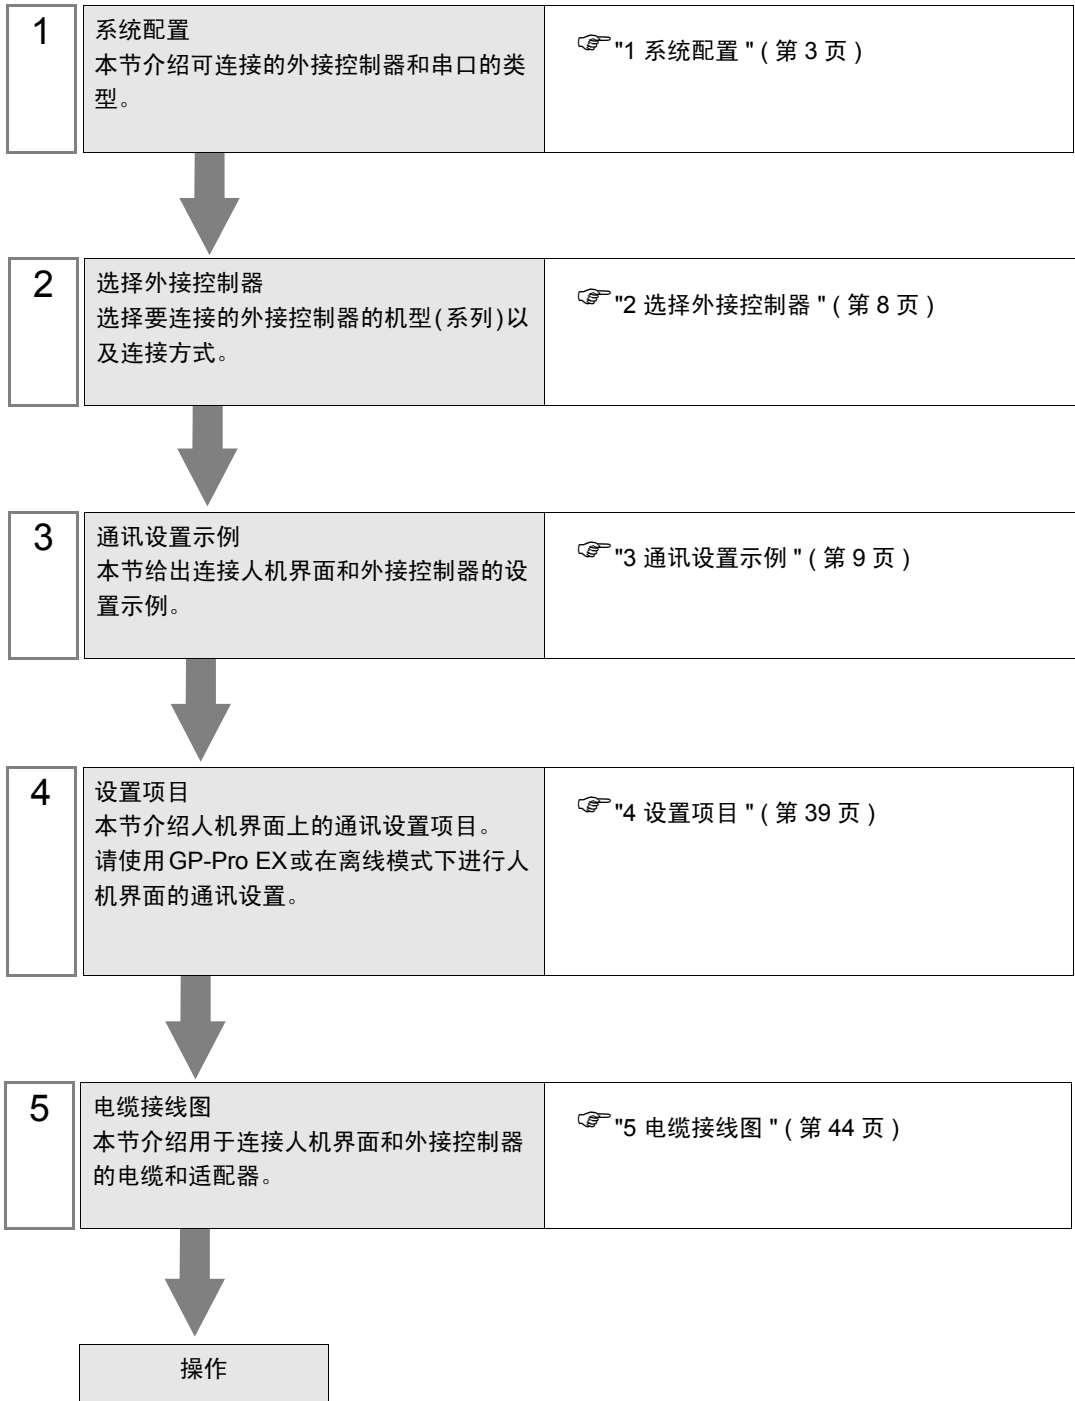 1
系统配置
本节介绍可连接的外接控制器和串口的类
型。
"1 系统配置 " ( 第 3 页 )
2
选择外接控制器
选择要连接的外接控制器的机型(系列)以
及连接方式。
"2 选择外接控制器 " ( 第 8 页 )
3
通讯设置示例
本节给出连接人机界面和外接控制器的设
置示例。
"3 通讯设置示例 " ( 第 9 页 )
4
设置项目
本节介绍人机界面上的通讯设置项目。
请使用GP-Pro EX或在离线模式下进行人
机界面的通讯设置。
"4 设置项目 " ( 第 39 页 )
5
电缆接线图
本节介绍用于连接人机界面和外接控制器
的电缆和适配器。
"5 电缆接线图 " ( 第 44 页 )
操作